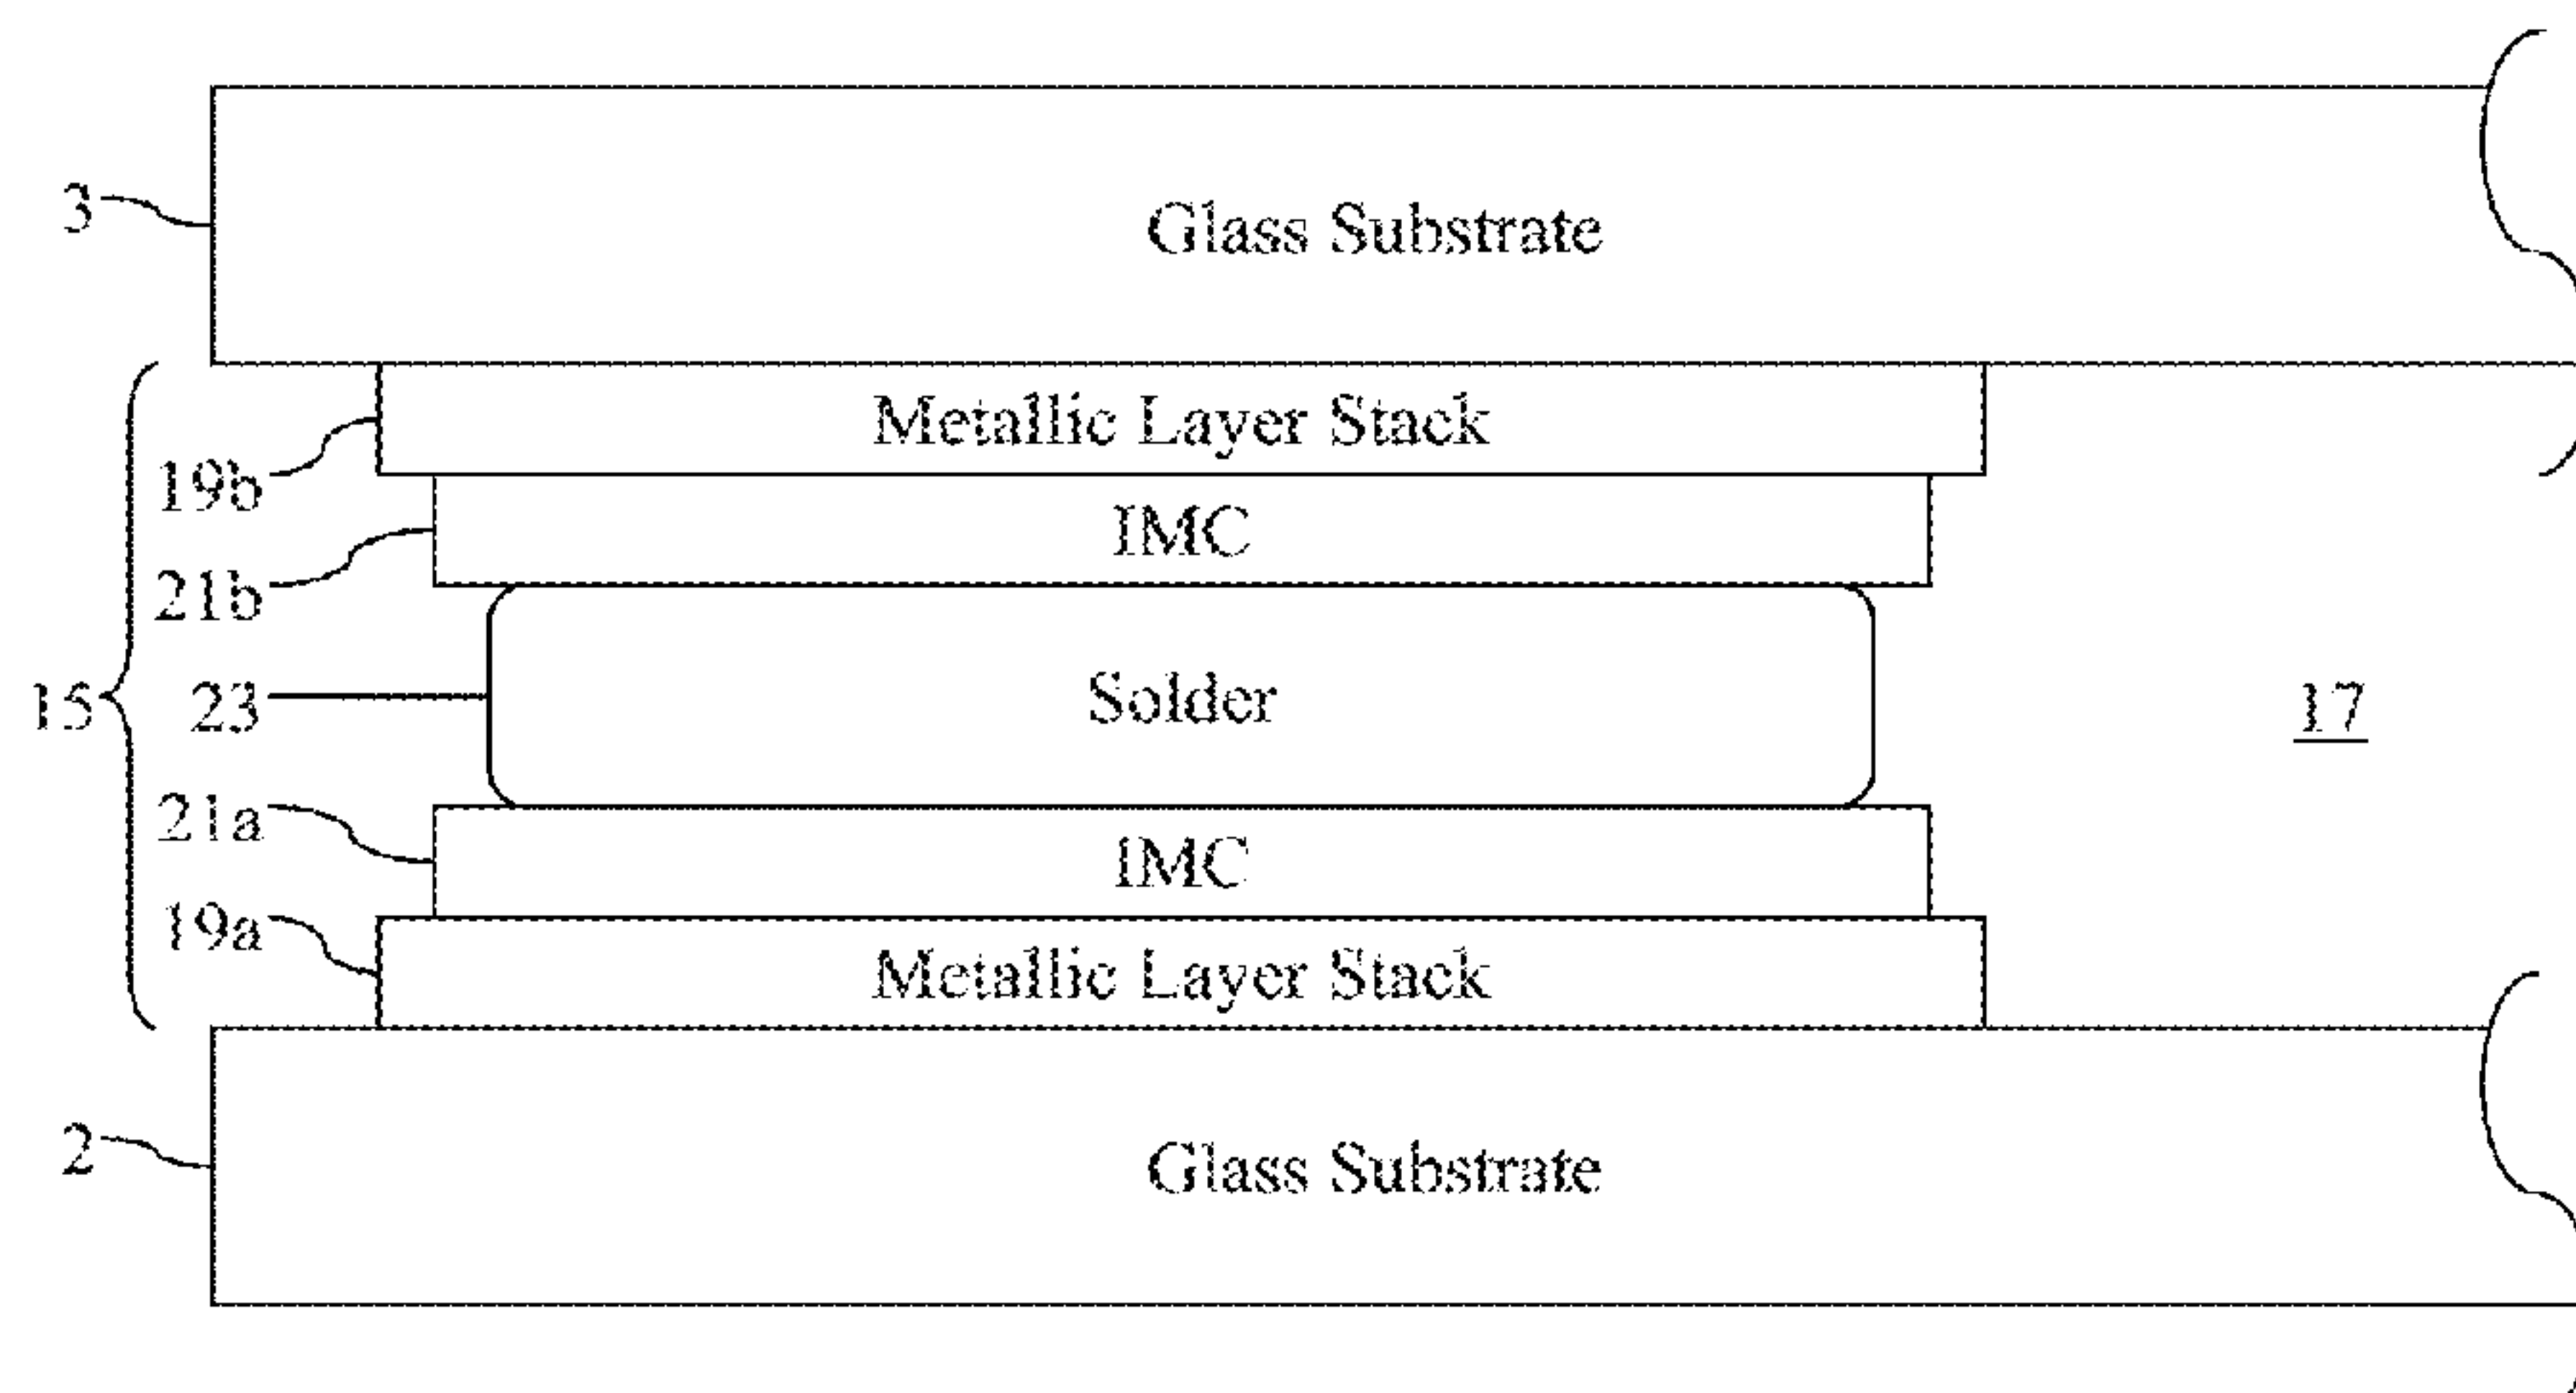 3
Glass Substrate
Metallic Layer Stack
19b
IMC
21b
Solder
15
23
17
21a
IMC
19a
Metallic Layer Stack
2
Glass Substrate